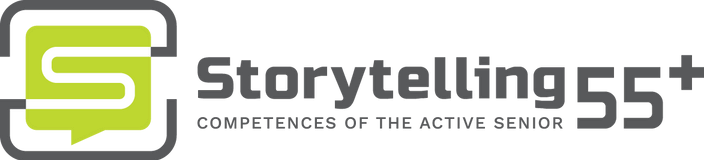 S
Storytelling 55+
COMPETENCES OF THE ACTIVE SENIOR